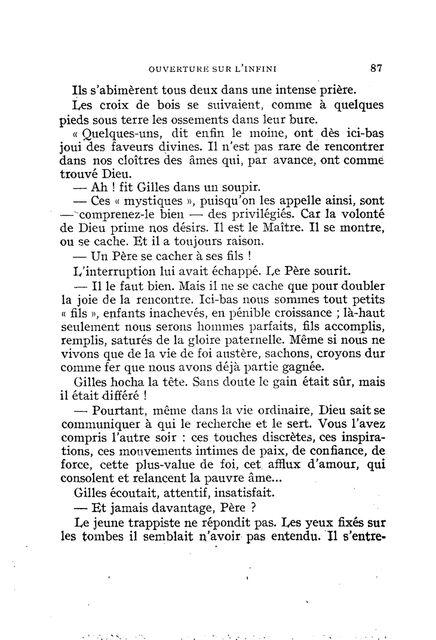 OUVERTURE SUR L'INFINI 87
Ils s'abimèrent tous deux dans une intense prière.
Les croix de bois se suivaient, comme à quelques
pieds sous terre les ossements dans leur bure.
« Quelques-uns, dit enfin le moine, ont dès ici-bas
joui des faveurs divines. Il n'est pas rare de rencontrer
dans nos cloîtres des âmes qui, par avance, ont comme
trouvé Dieu.
— Ah ! fit Gilles dans un soupir.
— Ces « mystiques », puisqu'on les appelle ainsi, sont
— comprenez-le bien — des privilégiés. Car la volonté
de Dieu prime nos désirs. Il est le Maître. Il se montre,
ou se cache. Et il a toujours raison.
— Un Père se cacher à ses fils !
L'interruption lui avait échappé. Le Père sourit.
— Il le faut bien. Mais il ne se cache que pour doubler
la joie de la rencontre. Ici-bas nous sommes tout petits
« fils », enfants inachevés, en pénible croissance ; là-haut
seulement nous serons hommes parfaits, fils accomplis,
remplis, saturés de la gloire paternelle. Même si nous ne
vivons que de la vie de foi austère, sachons, croyons dur
comme fer que nous avons déjà partie gagnée.
Gilles hocha la tête. Sans doute le gain était sûr, mais
il était différé !
— Pourtant, même dans la vie ordinaire, Dieu sait se
communiquer à qui le recherche et le sert. Vous l'avez
compris l'autre soir : ces touches discrètes, ces inspira-
tions, ces mouvements intimes de paix, de confiance, de
force, cette plus-value de foi, cet afflux d'amour, qui
consolent et relancent la pauvre âme...
Gilles écoutait, attentif, insatisfait.
— Et jamais davantage, Père ?
Le jeune trappiste ne répondit pas. Les yeux fixés sur
les tombes il semblait n'avoir pas entendu. Il s'entre-